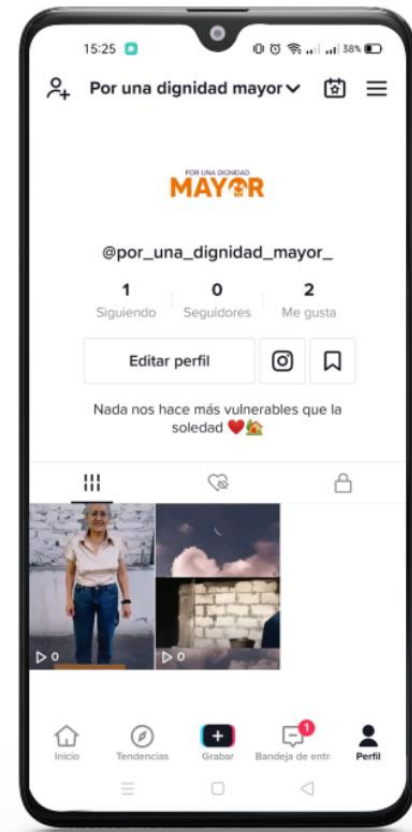 15:25
38%
Por una dignidad mayor
POR UNA DIGNIDAD
MAYOR
@por_una_dignidad_mayor_
1 0 2
Siguiendo Seguidores Me gusta
Editar perfil
Nada nos hace más vulnerables que la
soledad ❤️🏡
0 0
1
Inicio Tendencias Grabar Bandeja de entr Perfil